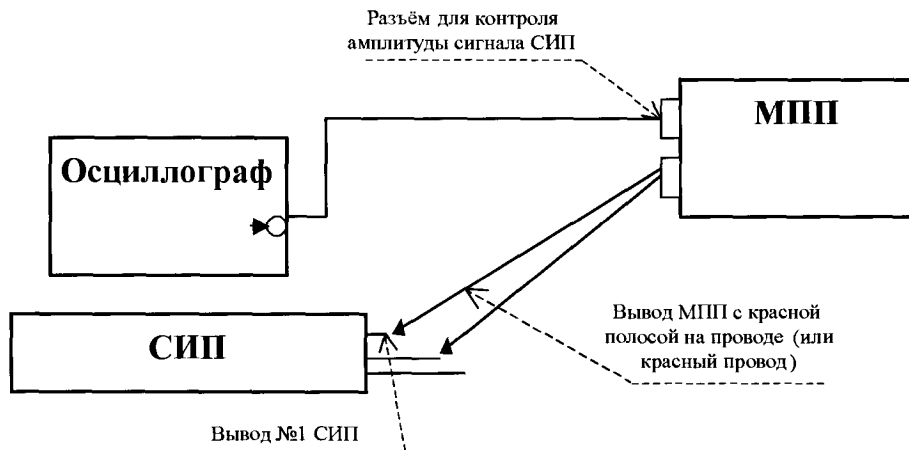 Разъём для контроля
амплитуды сигнала СИП
МПП
Осциллограф
СИП
Вывод МПП с красной
полосой на проводе (или
красный провод)
Вывод №1 СИП